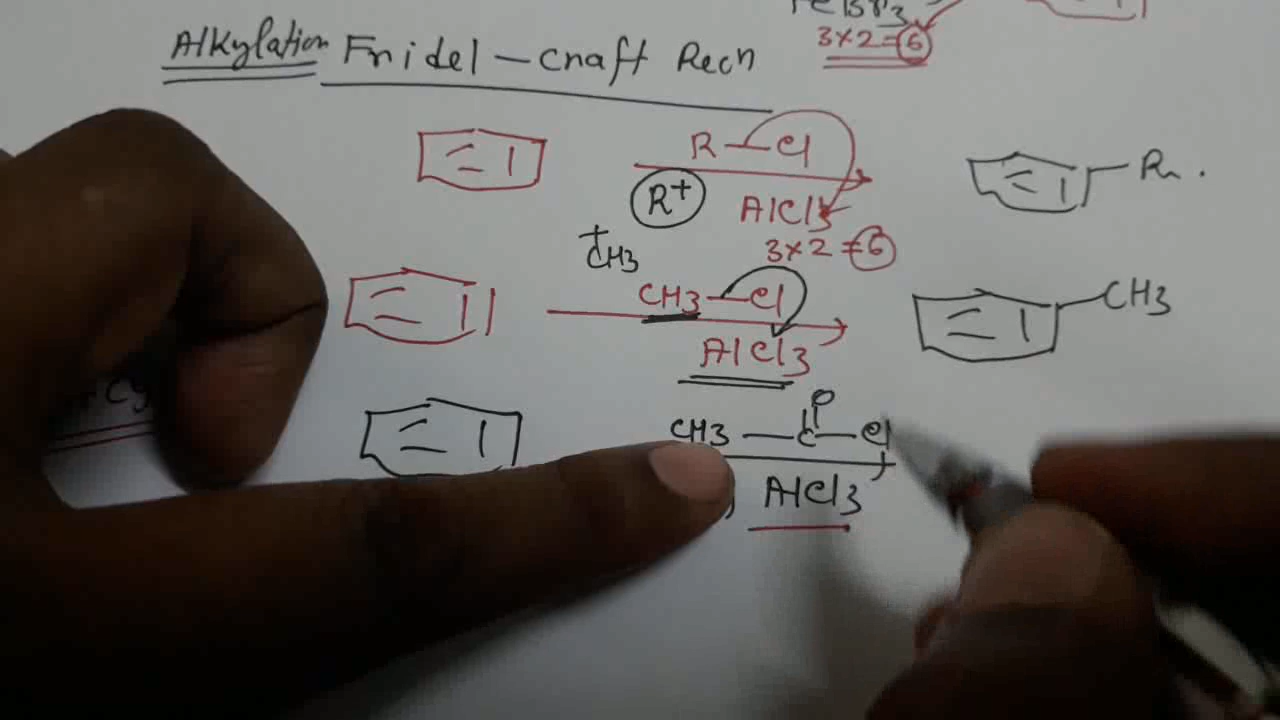 3×2=6
Alkylation Fridel-craft Recn
R-Cl
R
R+
AlCl3
3×2=6
+CH3
CH3-Cl
CH3
AlCl3
O
CH3-C-Cl
AlCl3